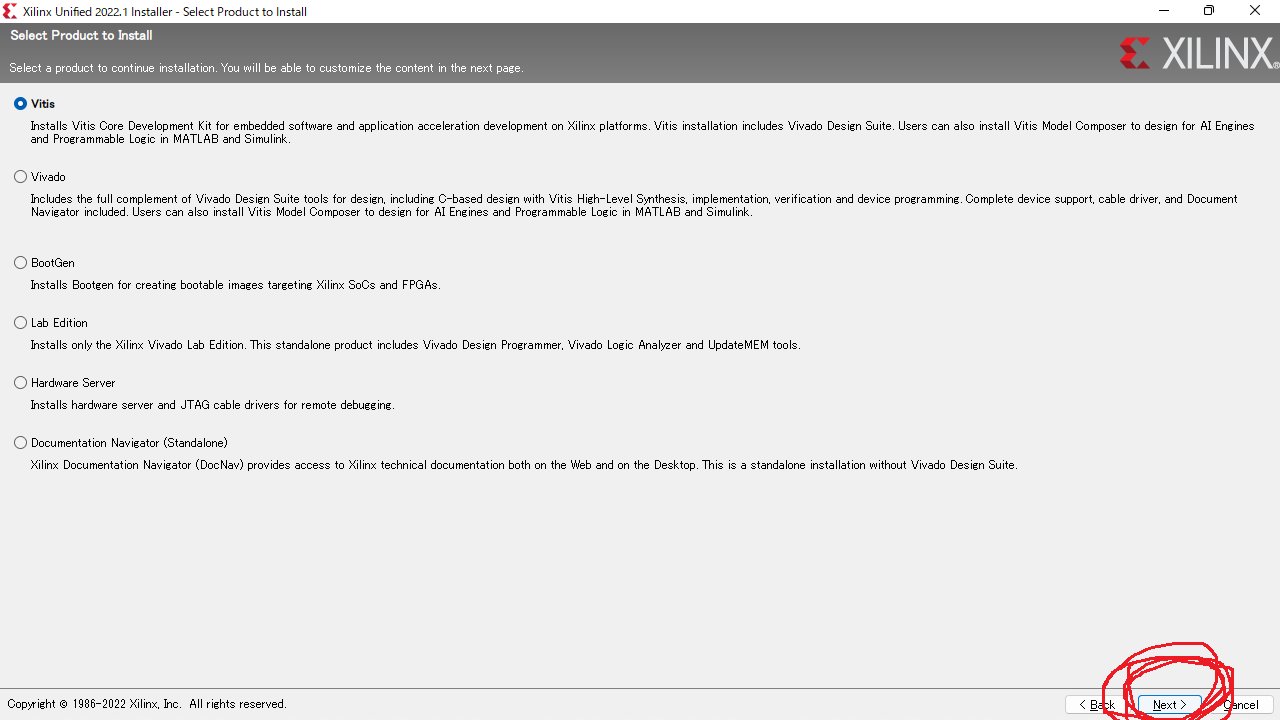 Xilinx Unified 2022.1 Installer - Select Product to Install
Select Product to Install
Select a product to continue installation. You will be able to customize the content in the next page.
XILINX®
Vitis
Installs Vitis Core Development Kit for embedded software and application acceleration development on Xilinx platforms. Vitis installation includes Vivado Design Suite. Users can also install Vitis Model Composer to design for AI Engines
and Programmable Logic in MATLAB and Simulink.
Vivado
Includes the full complement of Vivado Design Suite tools for design, including C-based design with Vitis High-Level Synthesis, implementation, verification and device programming. Complete device support, cable driver, and Document
Navigator included. Users can also install Vitis Model Composer to design for AI Engines and Programmable Logic in MATLAB and Simulink.
BootGen
Installs Bootgen for creating bootable images targeting Xilinx SoCs and FPGAs.
Lab Edition
Installs only the Xilinx Vivado Lab Edition. This standalone product includes Vivado Design Programmer, Vivado Logic Analyzer and UpdateMEM tools.
Hardware Server
Installs hardware server and JTAG cable drivers for remote debugging.
Documentation Navigator (Standalone)
Xilinx Documentation Navigator (DocNav) provides access to Xilinx technical documentation both on the Web and on the Desktop. This is a standalone installation without Vivado Design Suite.
Copyright © 1986-2022 Xilinx, Inc. All rights reserved.
< Back Next > Cancel